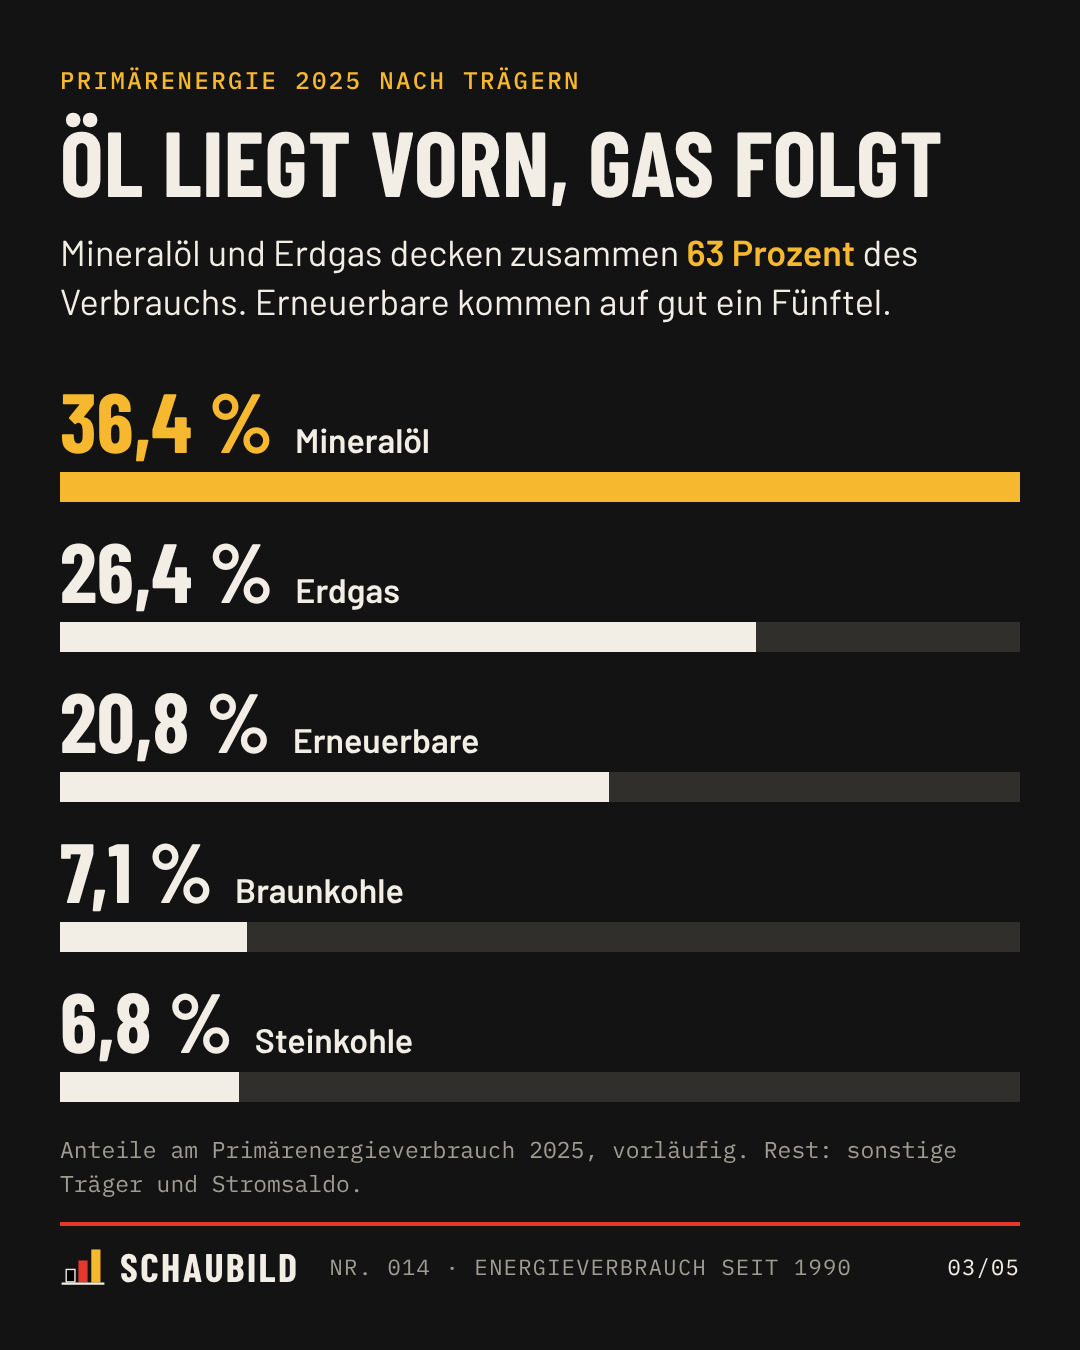 PRIMÄRENERGIE 2025 NACH TRÄGERN
ÖL LIEGT VORN, GAS FOLGT
Mineralöl und Erdgas decken zusammen 63 Prozent des
Verbrauchs. Erneuerbare kommen auf gut ein Fünftel.
36,4 % Mineralöl
26,4 % Erdgas
20,8 % Erneuerbare
7,1 % Braunkohle
6,8 % Steinkohle
Anteile am Primärenergieverbrauch 2025, vorläufig. Rest: sonstige
Träger und Stromsaldo.
SCHAUBILD NR. 014 · ENERGIEVERBRAUCH SEIT 1990 03/05